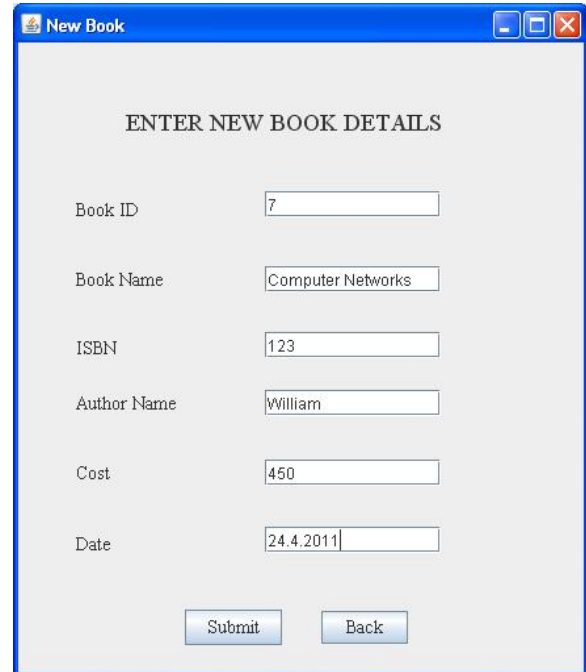 New Book
ENTER NEW BOOK DETAILS
Book ID 7
Book Name Computer Networks
ISBN 123
Author Name William
Cost 450
Date 24.4.2011
Submit Back